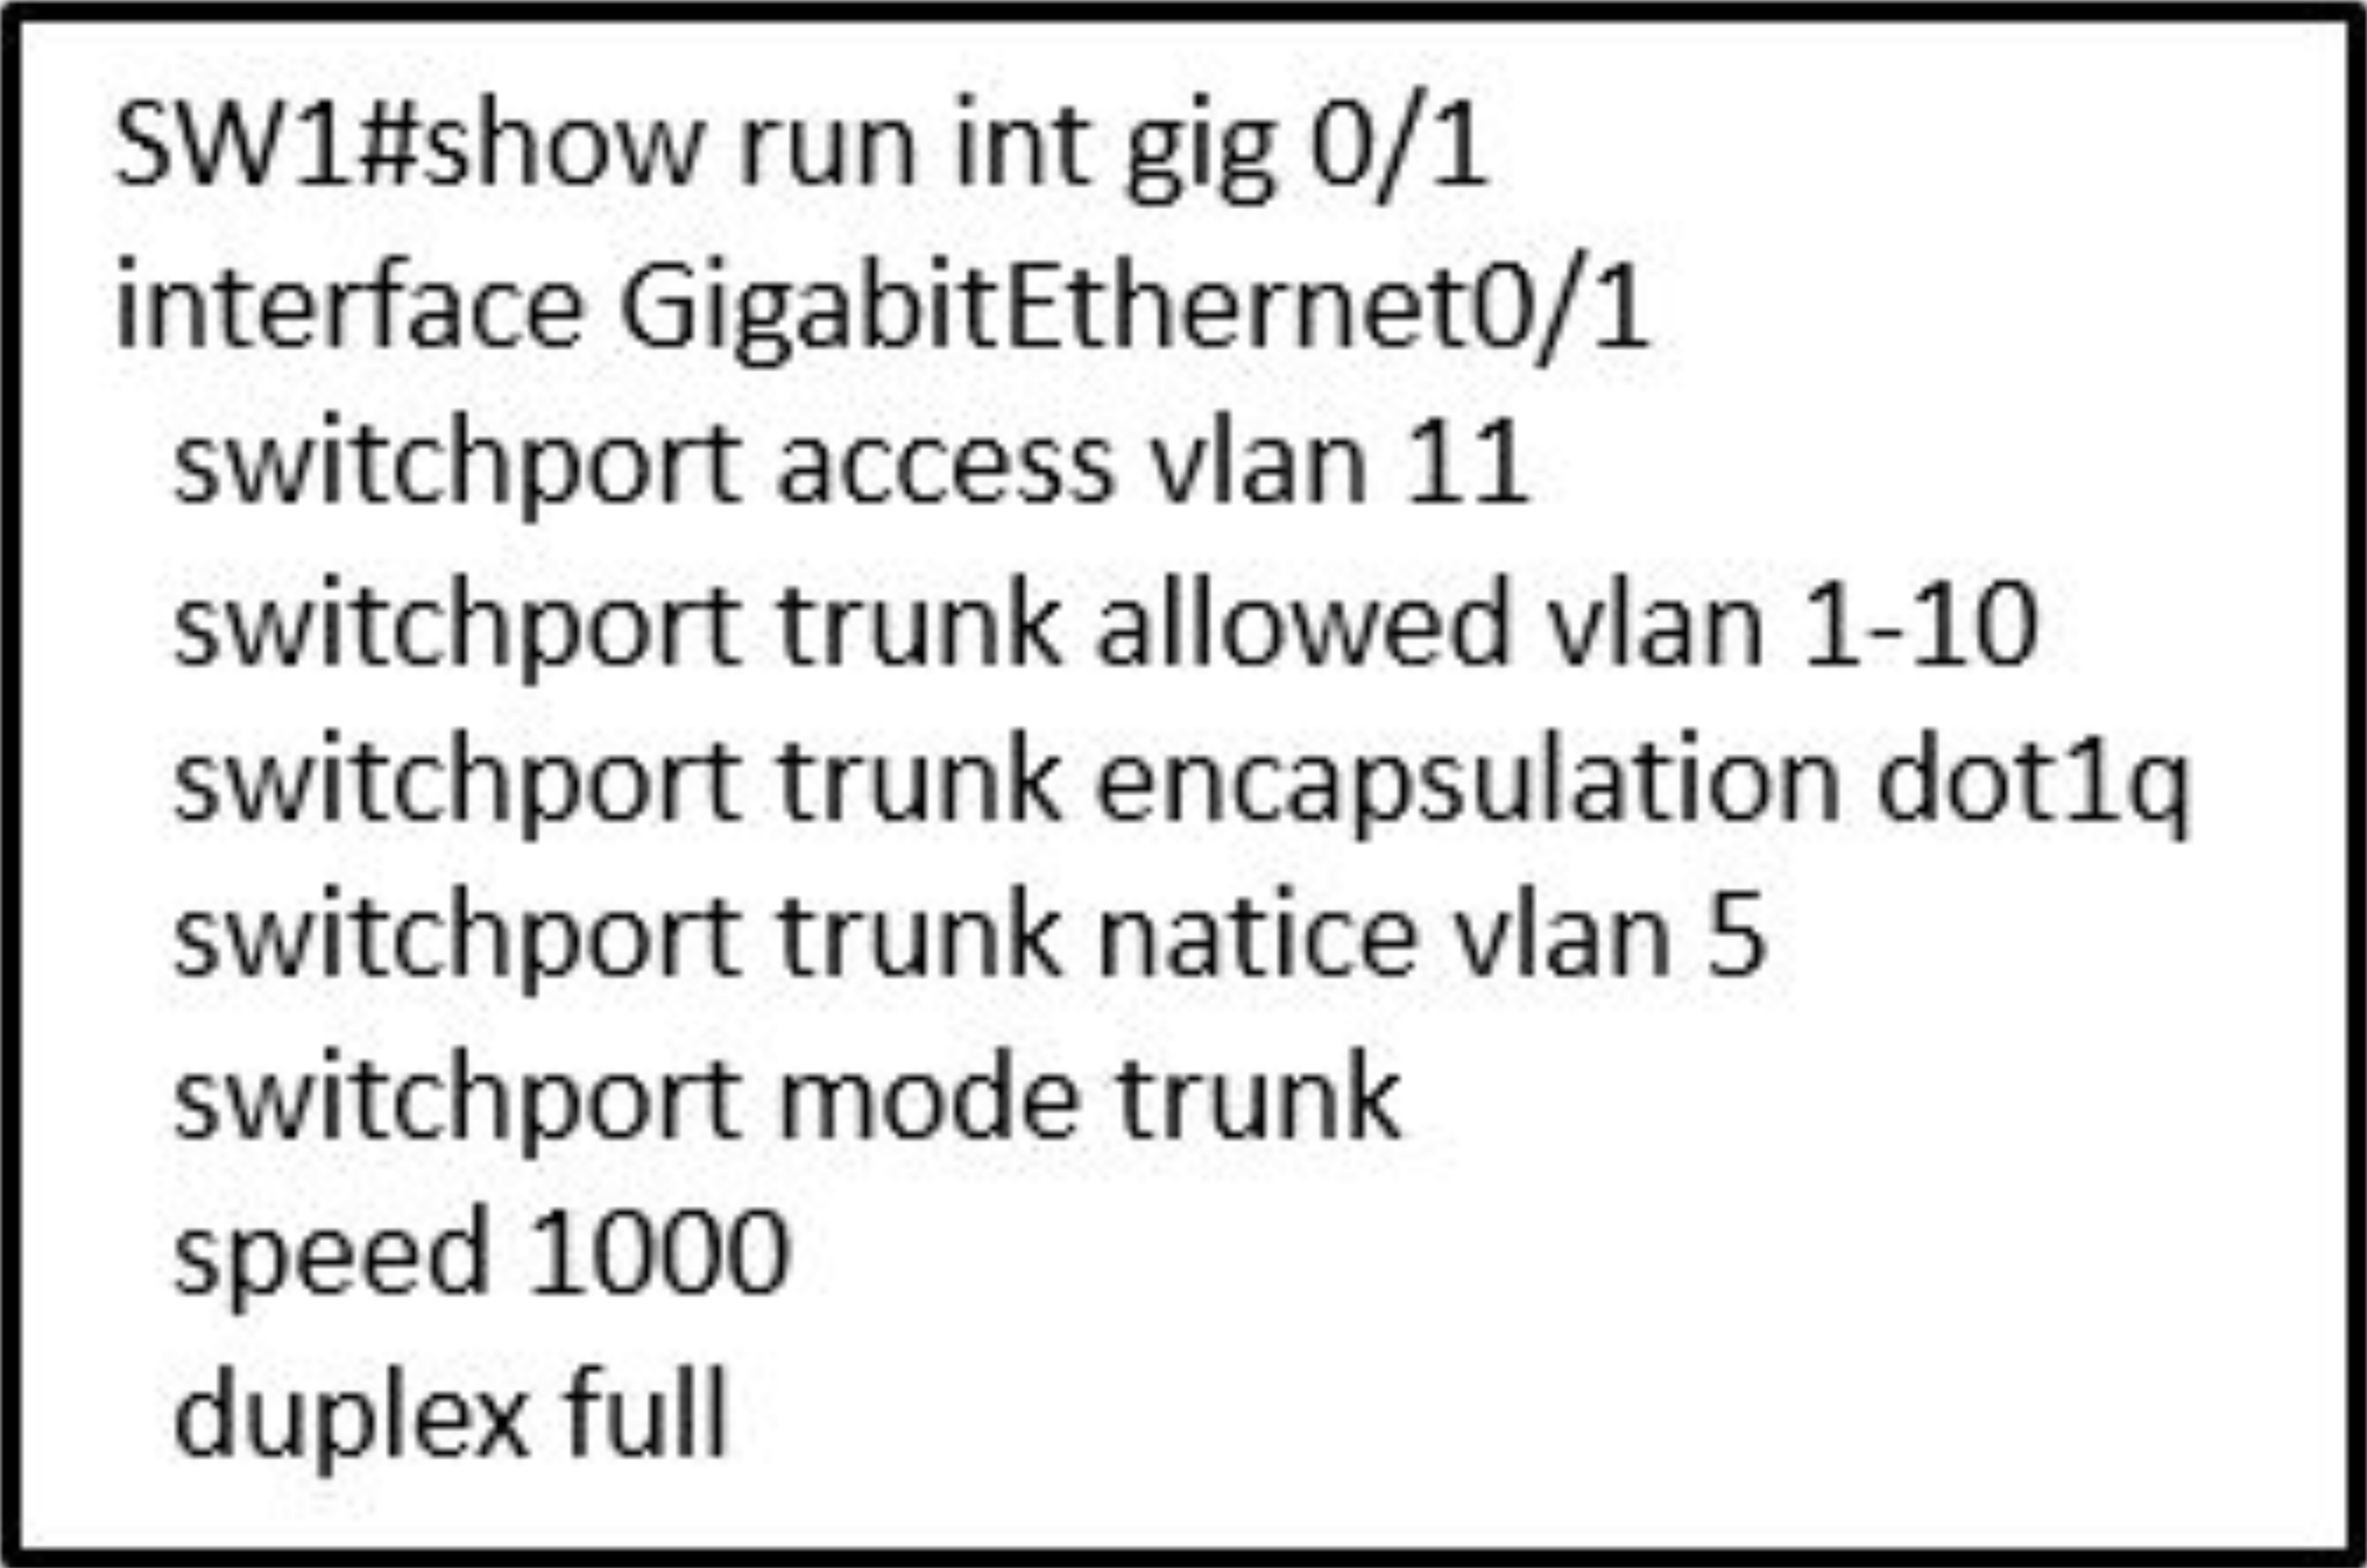 SW1#show run int gig 0/1
interface GigabitEthernet0/1
switchport access vlan 11
switchport trunk allowed vlan 1-10
switchport trunk encapsulation dot1q
switchport trunk natice vlan 5
switchport mode trunk
speed 1000
duplex full